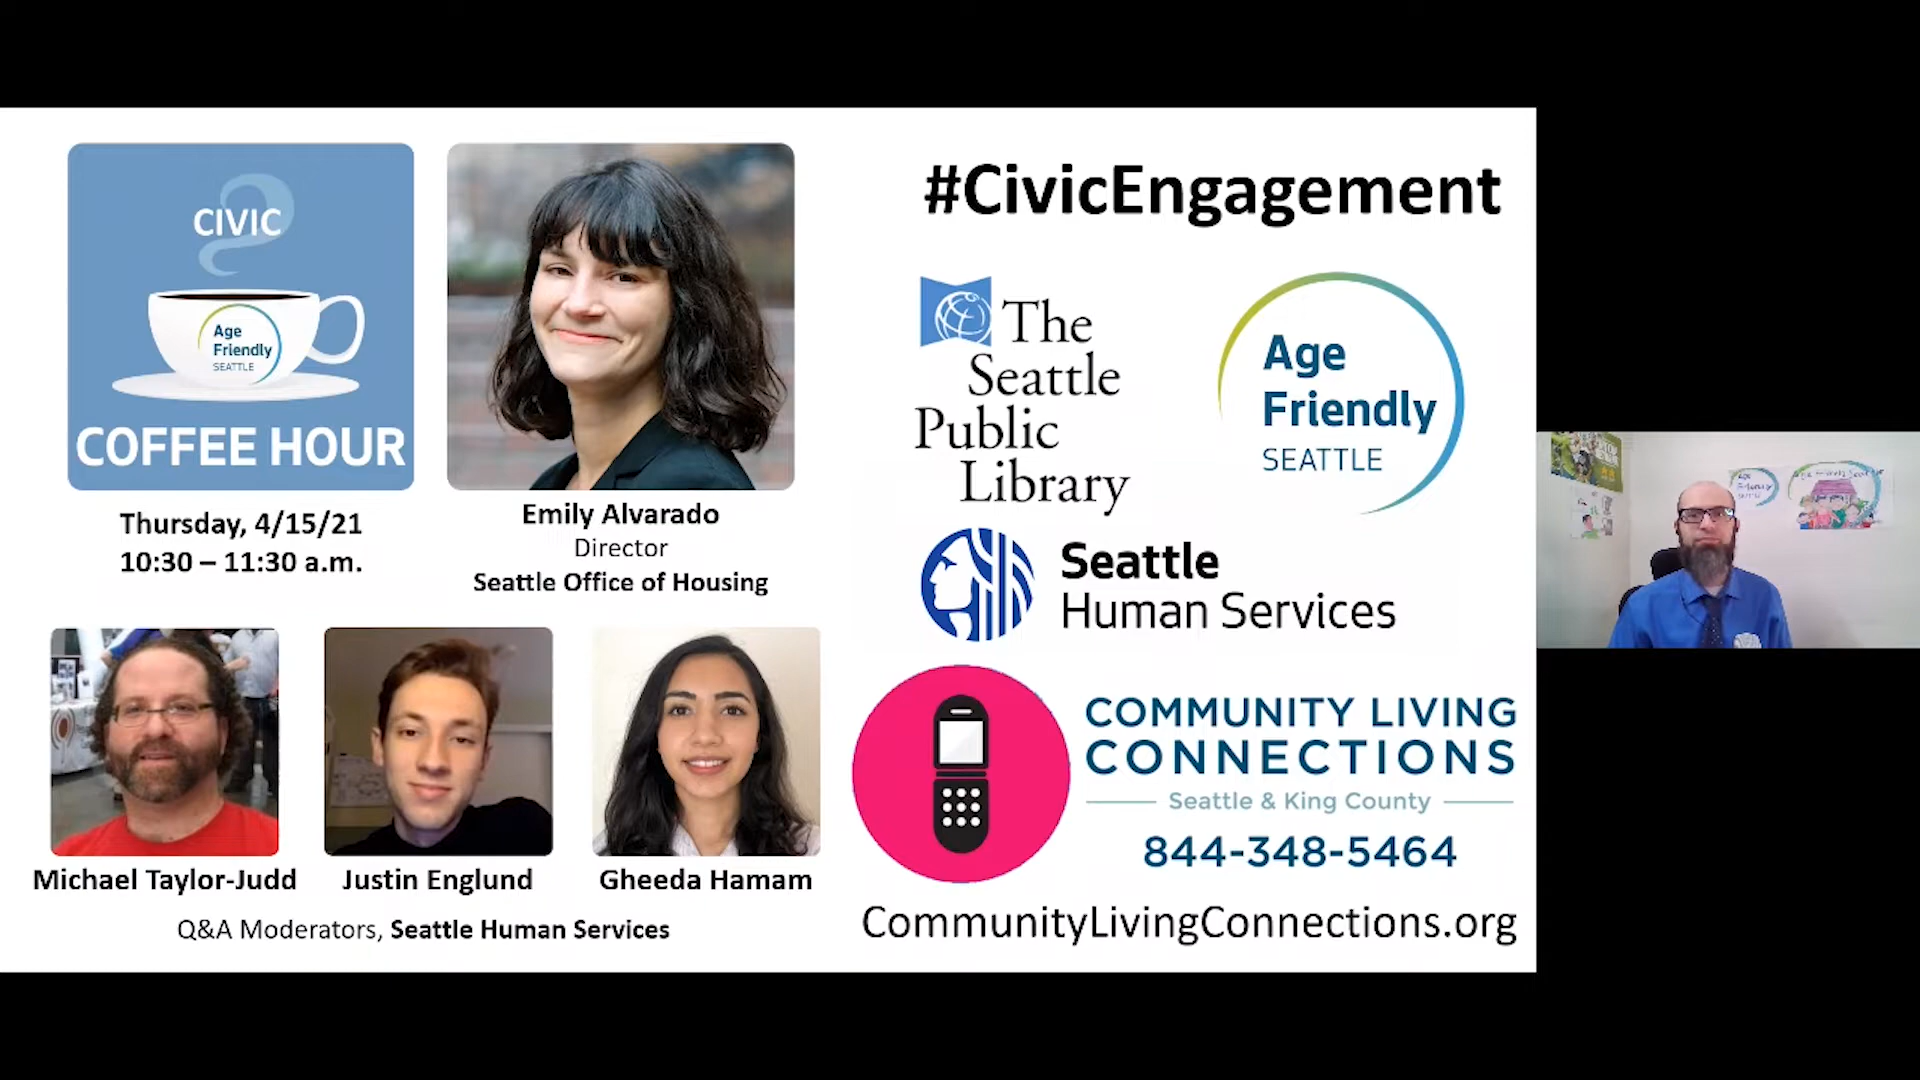 CIVIC
Age
Friendly
SEATTLE
COFFEE HOUR
Thursday, 4/15/21
10:30 – 11:30 a.m.
Emily Alvarado
Director
Seattle Office of Housing
Michael Taylor-Judd
Justin Englund
Gheeda Hamam
Q&A Moderators, Seattle Human Services
#CivicEngagement
The
Seattle
Public
Library
Age
Friendly
SEATTLE
Seattle
Human Services
COMMUNITY LIVING
CONNECTIONS
Seattle & King County
844-348-5464
CommunityLivingConnections.org
Age
Friendly